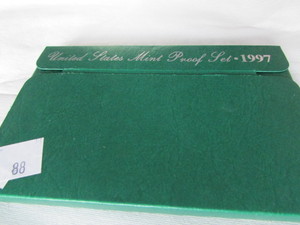 United States Mint Proof Set • 1997
88